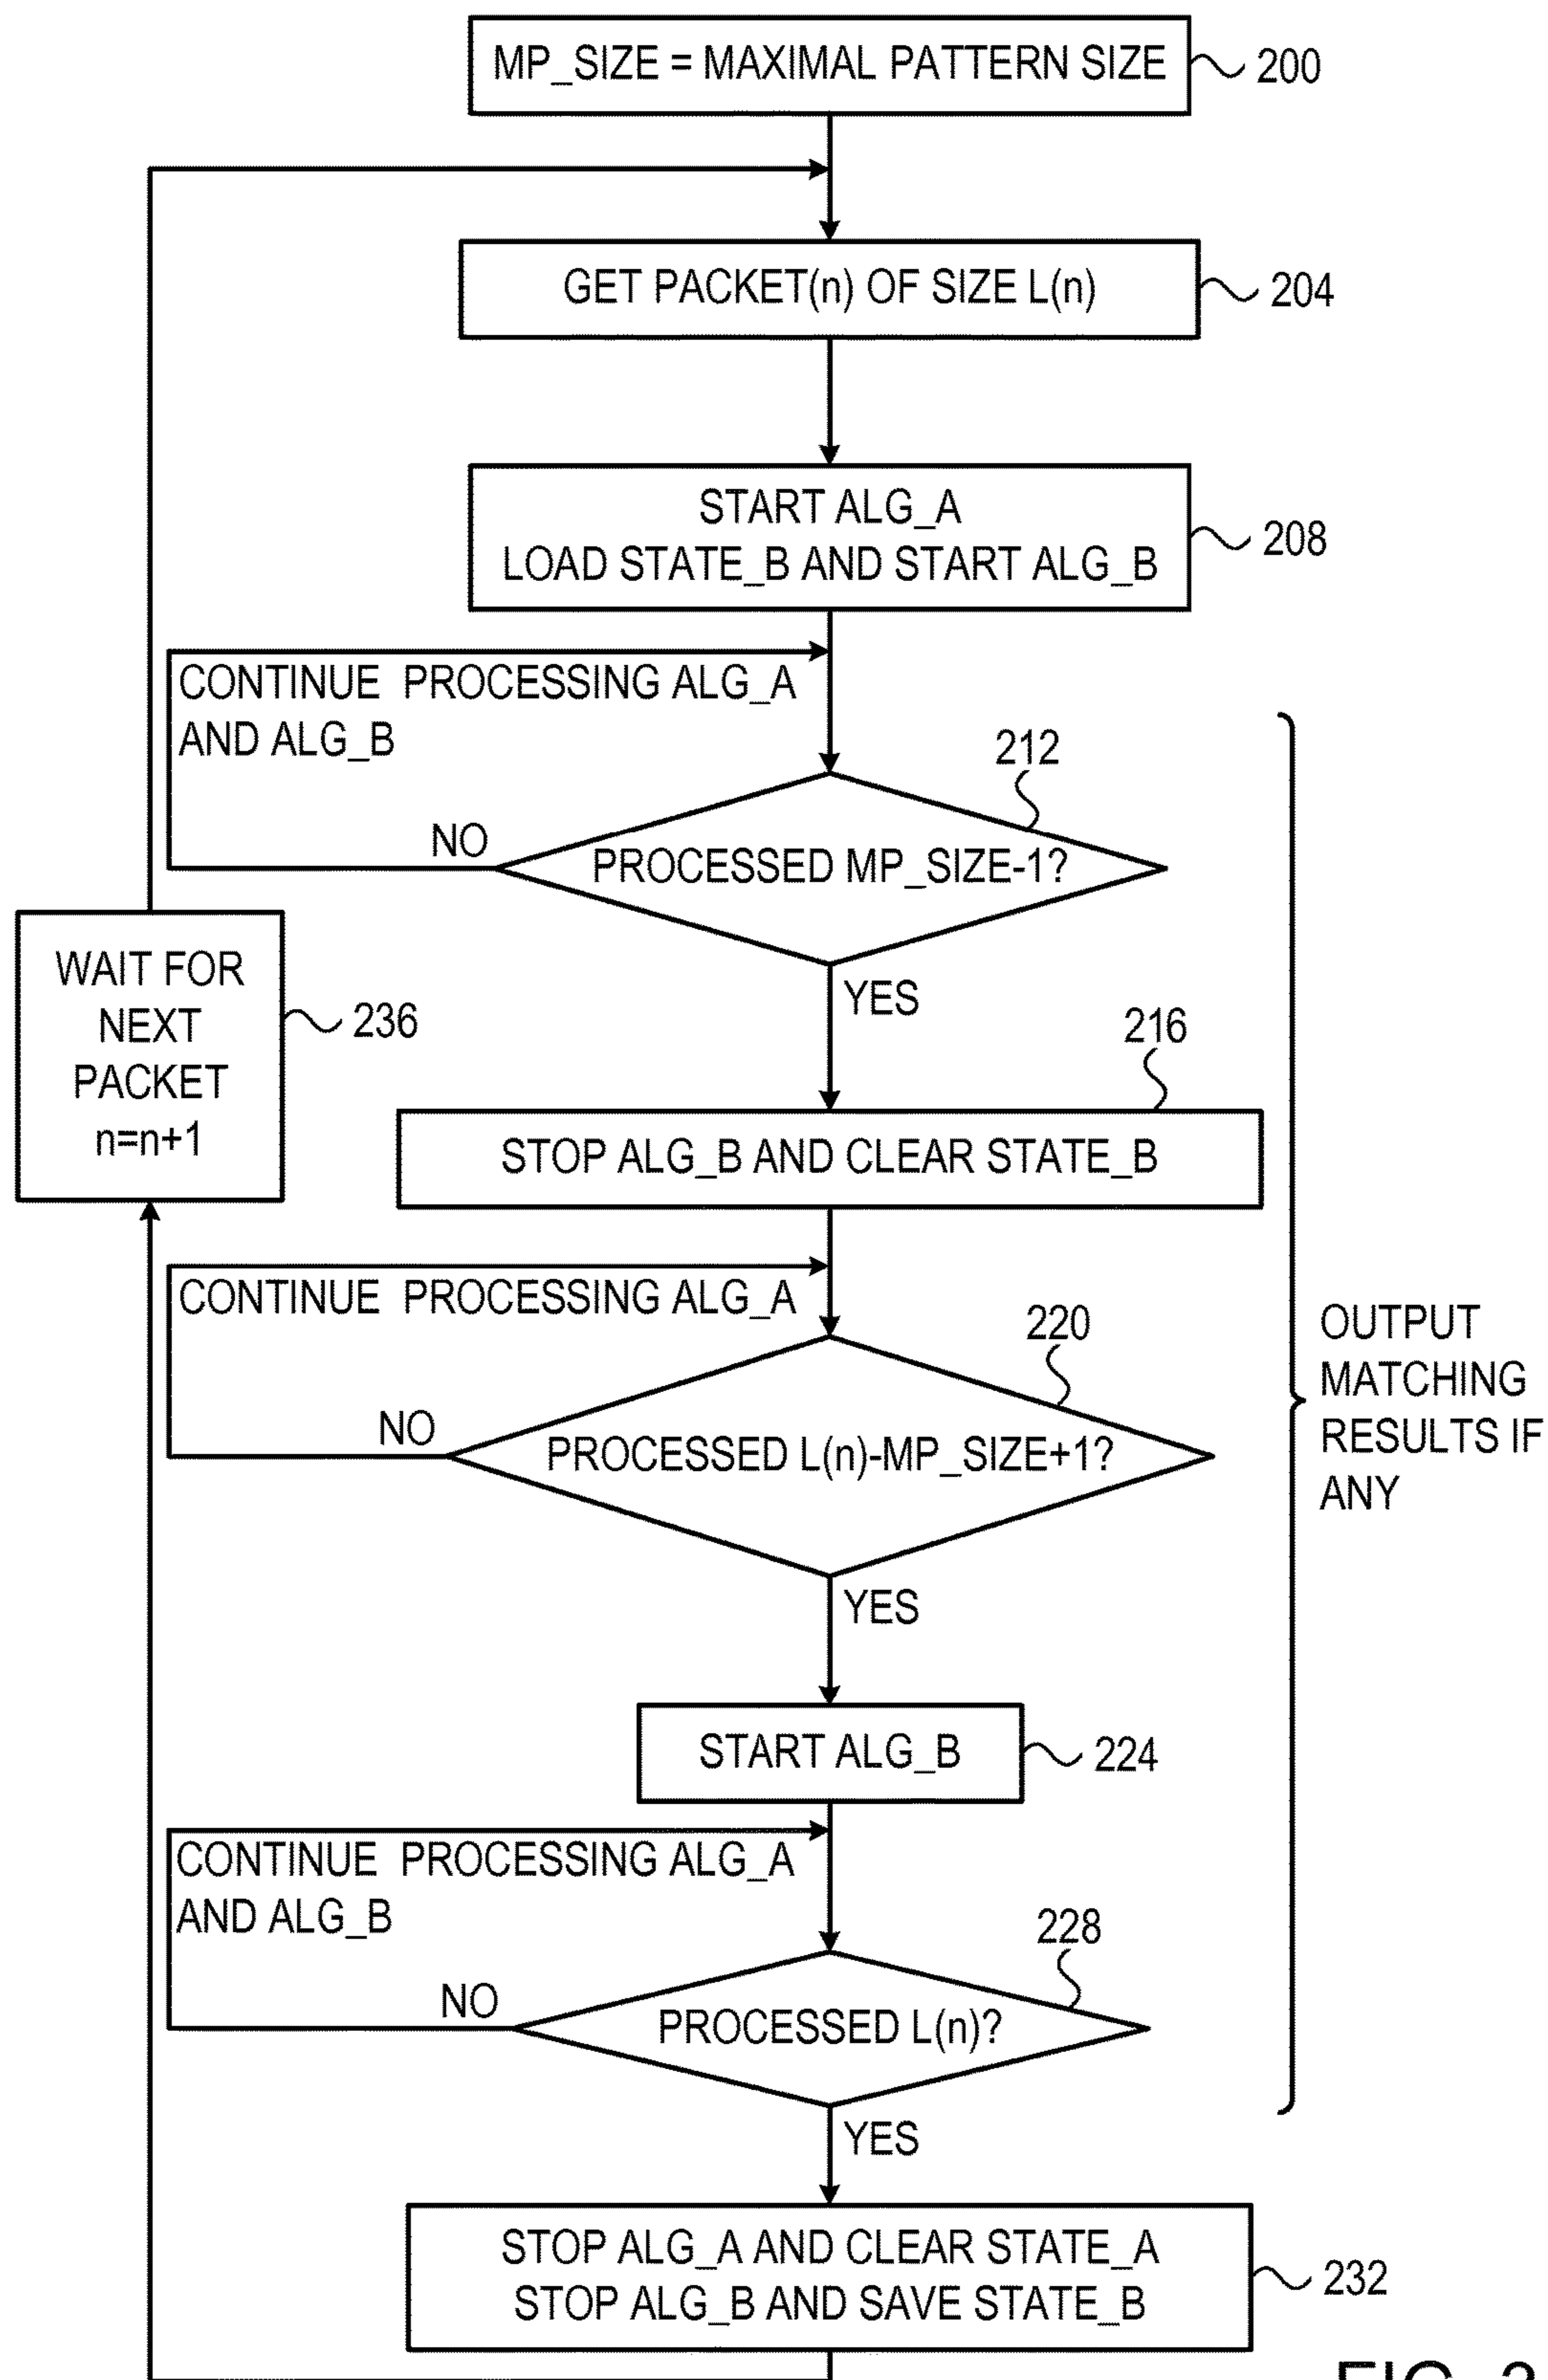 MP_SIZE = MAXIMAL PATTERN SIZE
200
GET PACKET(n) OF SIZE L(n)
204
START ALG_A
LOAD STATE_B AND START ALG_B
208
CONTINUE PROCESSING ALG_A
AND ALG_B
212
NO
PROCESSED MP_SIZE-1?
YES
WAIT FOR
NEXT
PACKET
n=n+1
236
216
STOP ALG_B AND CLEAR STATE_B
CONTINUE PROCESSING ALG_A
220
NO
PROCESSED L(n)-MP_SIZE+1?
OUTPUT
MATCHING
RESULTS IF
ANY
YES
START ALG_B
224
CONTINUE PROCESSING ALG_A
AND ALG_B
228
NO
PROCESSED L(n)?
YES
STOP ALG_A AND CLEAR STATE_A
STOP ALG_B AND SAVE STATE_B
232